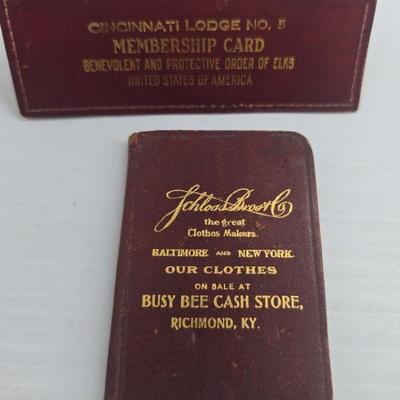 CINCINNATI LODGE NO. 5
MEMBERSHIP CARD
BENEVOLENT AND PROTECTIVE ORDER OF ELKS
UNITED STATES OF AMERICA
Schloss Bros & Co
the great
Clothes Makers.
BALTIMORE AND NEW YORK.
OUR CLOTHES
ON SALE AT
BUSY BEE CASH STORE,
RICHMOND, KY.